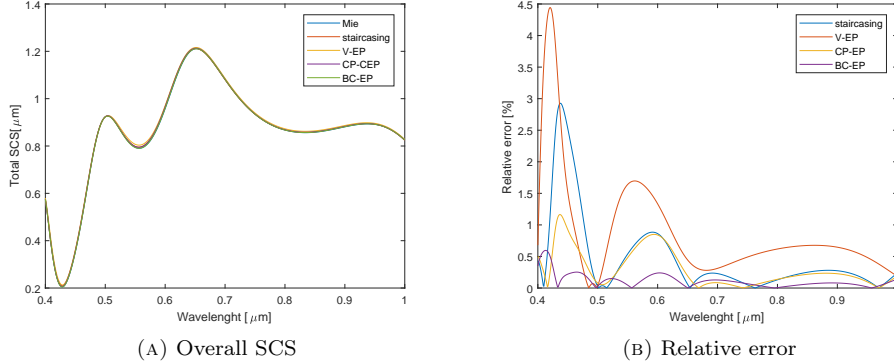 1.4
1.2
1
0.8
0.6
0.4
0.2
Total SCS[μm]
Mie
staircasing
V-EP
CP-CEP
BC-EP
0.4 0.5 0.6 0.7 0.8 0.9 1
Wavelenght [ μm]
(A) Overall SCS
4.5
4
3.5
3
2.5
2
1.5
1
0.5
0
Relative error [%]
staircasing
V-EP
CP-EP
BC-EP
0.4 0.5 0.6 0.7 0.8 0.9
Wavelenght [ μm]
(B) Relative error